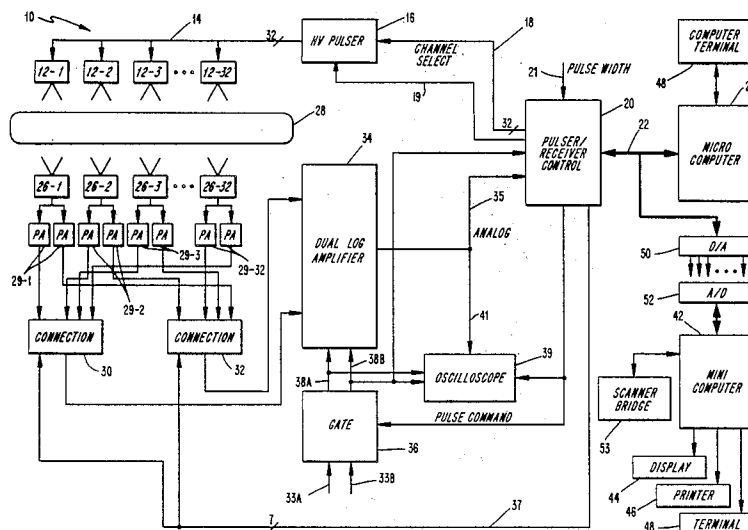 10
14
32
HV PULSER
16
18
CHANNEL
SELECT
19
21
PULSE WIDTH
20
COMPUTER
TERMINAL
48
12-1
12-2
12-3
12-32
28
32
PULSER/
RECEIVER
CONTROL
22
MICRO
COMPUTER
34
26-1
26-2
26-3
26-32
PA
PA
PA
PA
PA
PA
PA
PA
29-1
29-2
29-3
29-32
DUAL LOG
AMPLIFIER
35
ANALOG
50
D/A
52
A/D
42
41
CONNECTION
30
CONNECTION
32
38A
38B
39
OSCILLOSCOPE
MINI
COMPUTER
SCANNER
BRIDGE
53
GATE
36
PULSE COMMAND
33A
33B
DISPLAY
44
PRINTER
46
TERMINAL
48
7
37